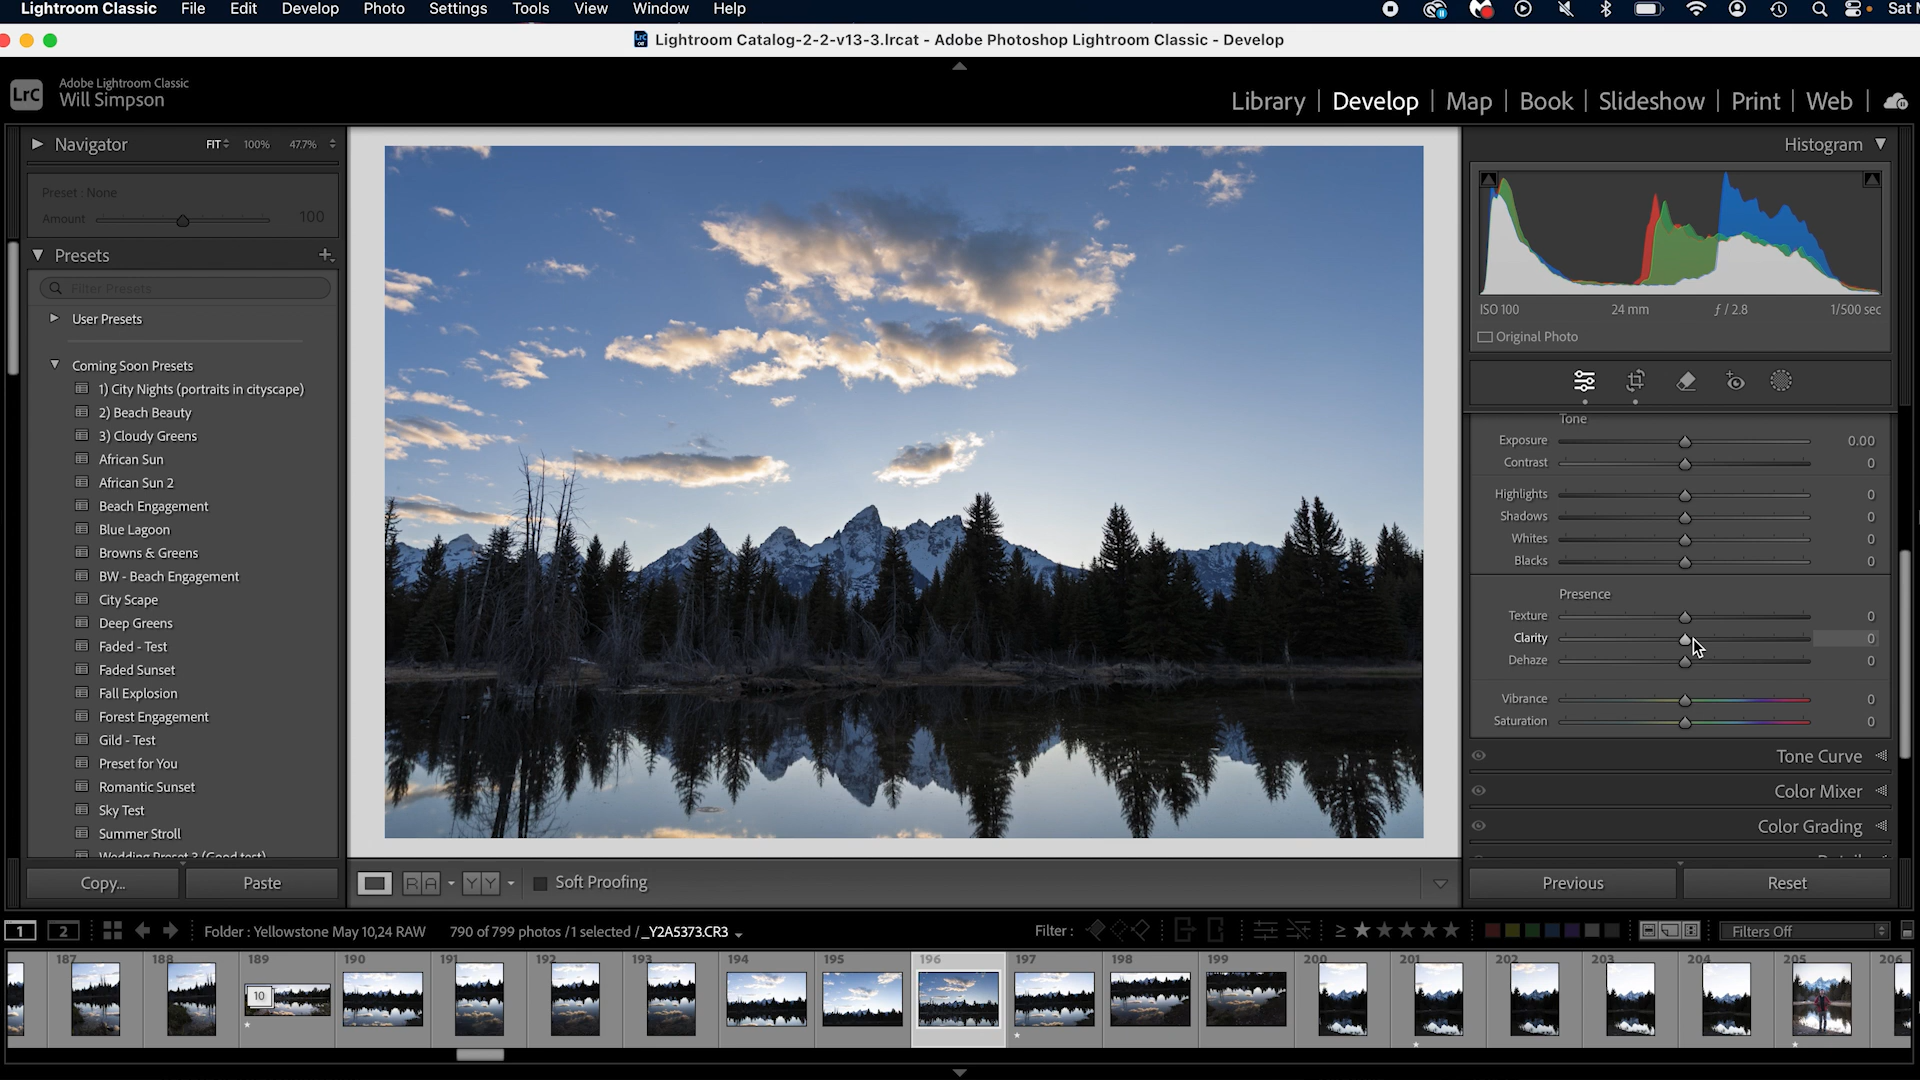 Lightroom Classic File Edit Develop Photo Settings Tools View Window Help Sat M
LrC Lightroom Catalog-2-2-v13-3.lrcat - Adobe Photoshop Lightroom Classic - Develop
LrC Adobe Lightroom Classic
Will Simpson
Library | Develop | Map | Book | Slideshow | Print | Web
Navigator FIT 100% 47.7%
Preset : None
Amount 100
Presets +
Filter Presets
User Presets
Coming Soon Presets
1) City Nights (portraits in cityscape)
2) Beach Beauty
3) Cloudy Greens
African Sun
African Sun 2
Beach Engagement
Blue Lagoon
Browns & Greens
BW - Beach Engagement
City Scape
Deep Greens
Faded - Test
Faded Sunset
Fall Explosion
Forest Engagement
Gild - Test
Preset for You
Romantic Sunset
Sky Test
Summer Stroll
Wedding Preset 3 (Good test)
Copy... Paste
R A Y Y Soft Proofing
Histogram
ISO 100 24 mm ƒ / 2.8 1/500 sec
Original Photo
Tone
Exposure 0.00
Contrast 0
Highlights 0
Shadows 0
Whites 0
Blacks 0
Presence
Texture 0
Clarity 0
Dehaze 0
Vibrance 0
Saturation 0
Tone Curve
Color Mixer
Color Grading
Previous Reset
1 2 Folder : Yellowstone May 10,24 RAW 790 of 799 photos /1 selected /_Y2A5373.CR3 Filter : ≥ Filters Off
187 188 189 190 191 192 193 194 195 196 197 198 199 200 201 202 203 204 205 206
10